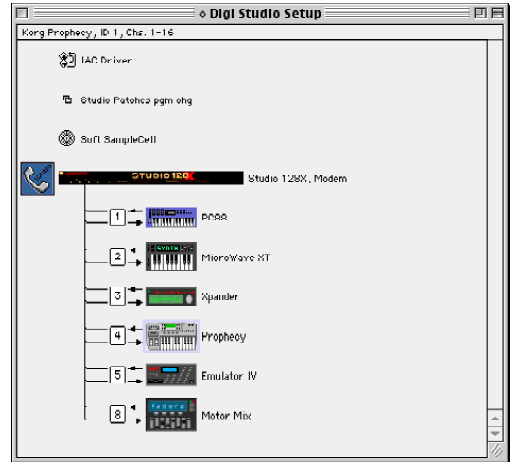 ◊ Digi Studio Setup
Korg Prophecy, ID 1, Chs. 1-16
IAC Driver
Studio Patches pgm chg
Soft SampleCell
STUDIO 128X
Studio 128X, Modem
1 PC88
2 SYNTH MicroWave XT
3 Xpander
4 Prophecy
5 Emulator IV
8 faders Motor Mix